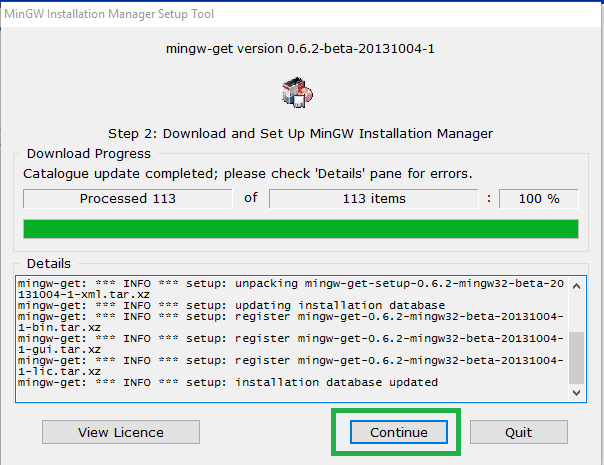 MinGW Installation Manager Setup Tool
mingw-get version 0.6.2-beta-20131004-1
Step 2: Download and Set Up MinGW Installation Manager
Download Progress
Catalogue update completed; please check 'Details' pane for errors.
Processed 113 of 113 items : 100 %
Details
mingw-get: *** INFO *** setup: unpacking mingw-get-setup-0.6.2-mingw32-beta-20
131004-1-xml.tar.xz
mingw-get: *** INFO *** setup: updating installation database
mingw-get: *** INFO *** setup: register mingw-get-0.6.2-mingw32-beta-20131004-
1-bin.tar.xz
mingw-get: *** INFO *** setup: register mingw-get-0.6.2-mingw32-beta-20131004-
1-gui.tar.xz
mingw-get: *** INFO *** setup: register mingw-get-0.6.2-mingw32-beta-20131004-
1-lic.tar.xz
mingw-get: *** INFO *** setup: installation database updated
View Licence Continue Quit